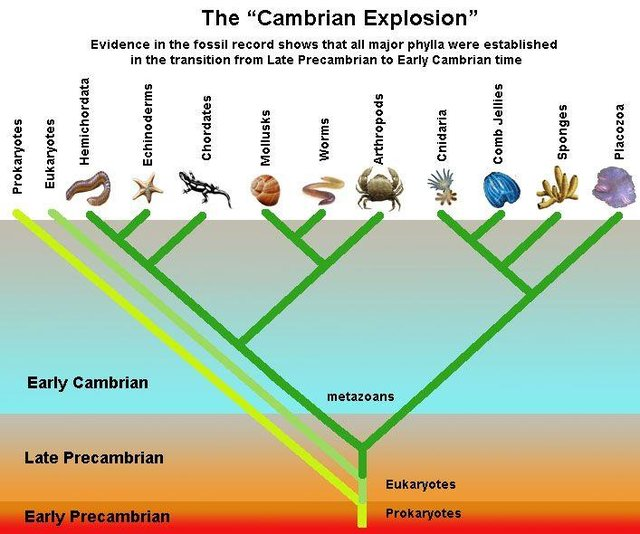 The “Cambrian Explosion”
Evidence in the fossil record shows that all major phylla were established
in the transition from Late Precambrian to Early Cambrian time
Prokaryotes
Eukaryotes
Hemichordata
Echinoderms
Chordates
Mollusks
Worms
Arthropods
Cnidaria
Comb Jellies
Sponges
Placozoa
Early Cambrian
metazoans
Late Precambrian
Eukaryotes
Early Precambrian
Prokaryotes